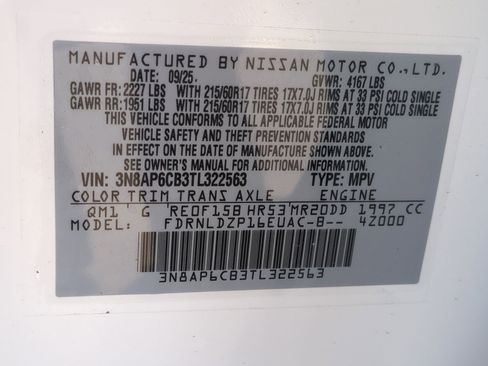 MANUFACTURED BY NISSAN MOTOR CO., LTD.
DATE 09/25. GVWR: 4167 LBS
GAWR FR: 2227 LBS WITH 215/60R17 TIRES 17X7.0J RIMS AT 33 PSI COLD SINGLE
GAWR RR: 1951 LBS WITH 215/60R17 TIRES 17X7.0J RIMS AT 33 PSI COLD SINGLE
THIS VEHICLE CONFORMS TO ALL APPLICABLE FEDERAL MOTOR
VEHICLE SAFETY AND THEFT PREVENTION STANDARDS
IN EFFECT ON THE DATE OF MANUFACTURE SHOWN ABOVE.
SEE OWNER'S MANUAL FOR ADDITIONAL INFORMATION.
VIN: 3N8AP6CB3TL322563 TYPE: MPV
COLOR TRIM TRANS AXLE ENGINE
QM1 G RE0F15B HR53 MR20DD 1997 CC
MODEL: FDRNLDZP16EUAC-B-- 4Z000
3N8AP6CB3TL322563